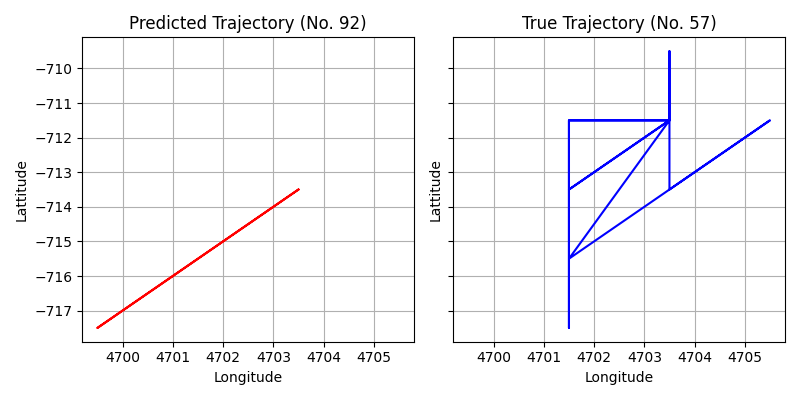 Predicted Trajectory (No. 92)
True Trajectory (No. 57)
Lattitude
−710
−711
−712
−713
−714
−715
−716
−717
4700 4701 4702 4703 4704 4705
Longitude
Lattitude
4700 4701 4702 4703 4704 4705
Longitude